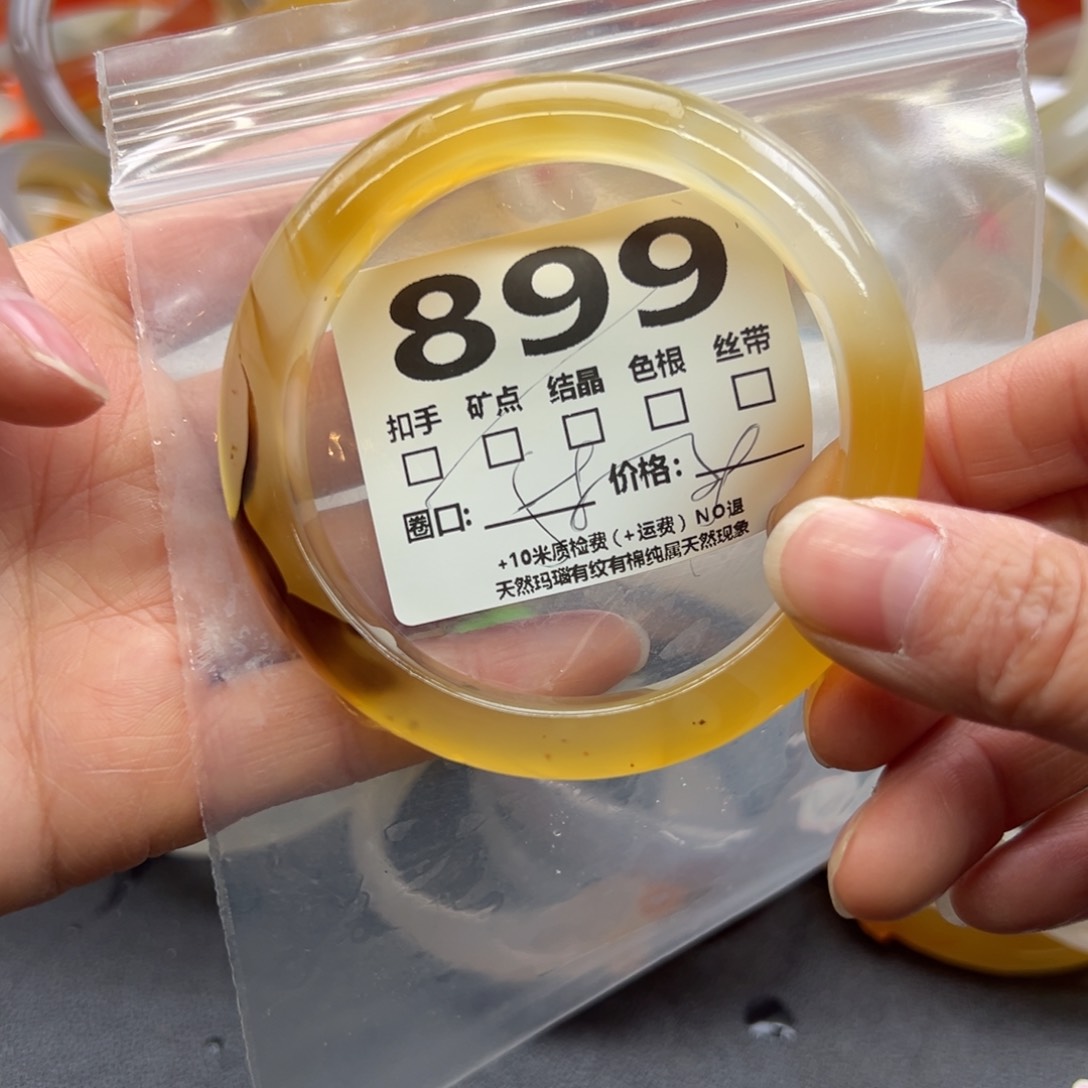 899
扣手 矿点 结晶 色根 丝带
圈口: 价格:
+10米质检费(+运费)NO退
天然玛瑙有纹有棉纯属天然现象